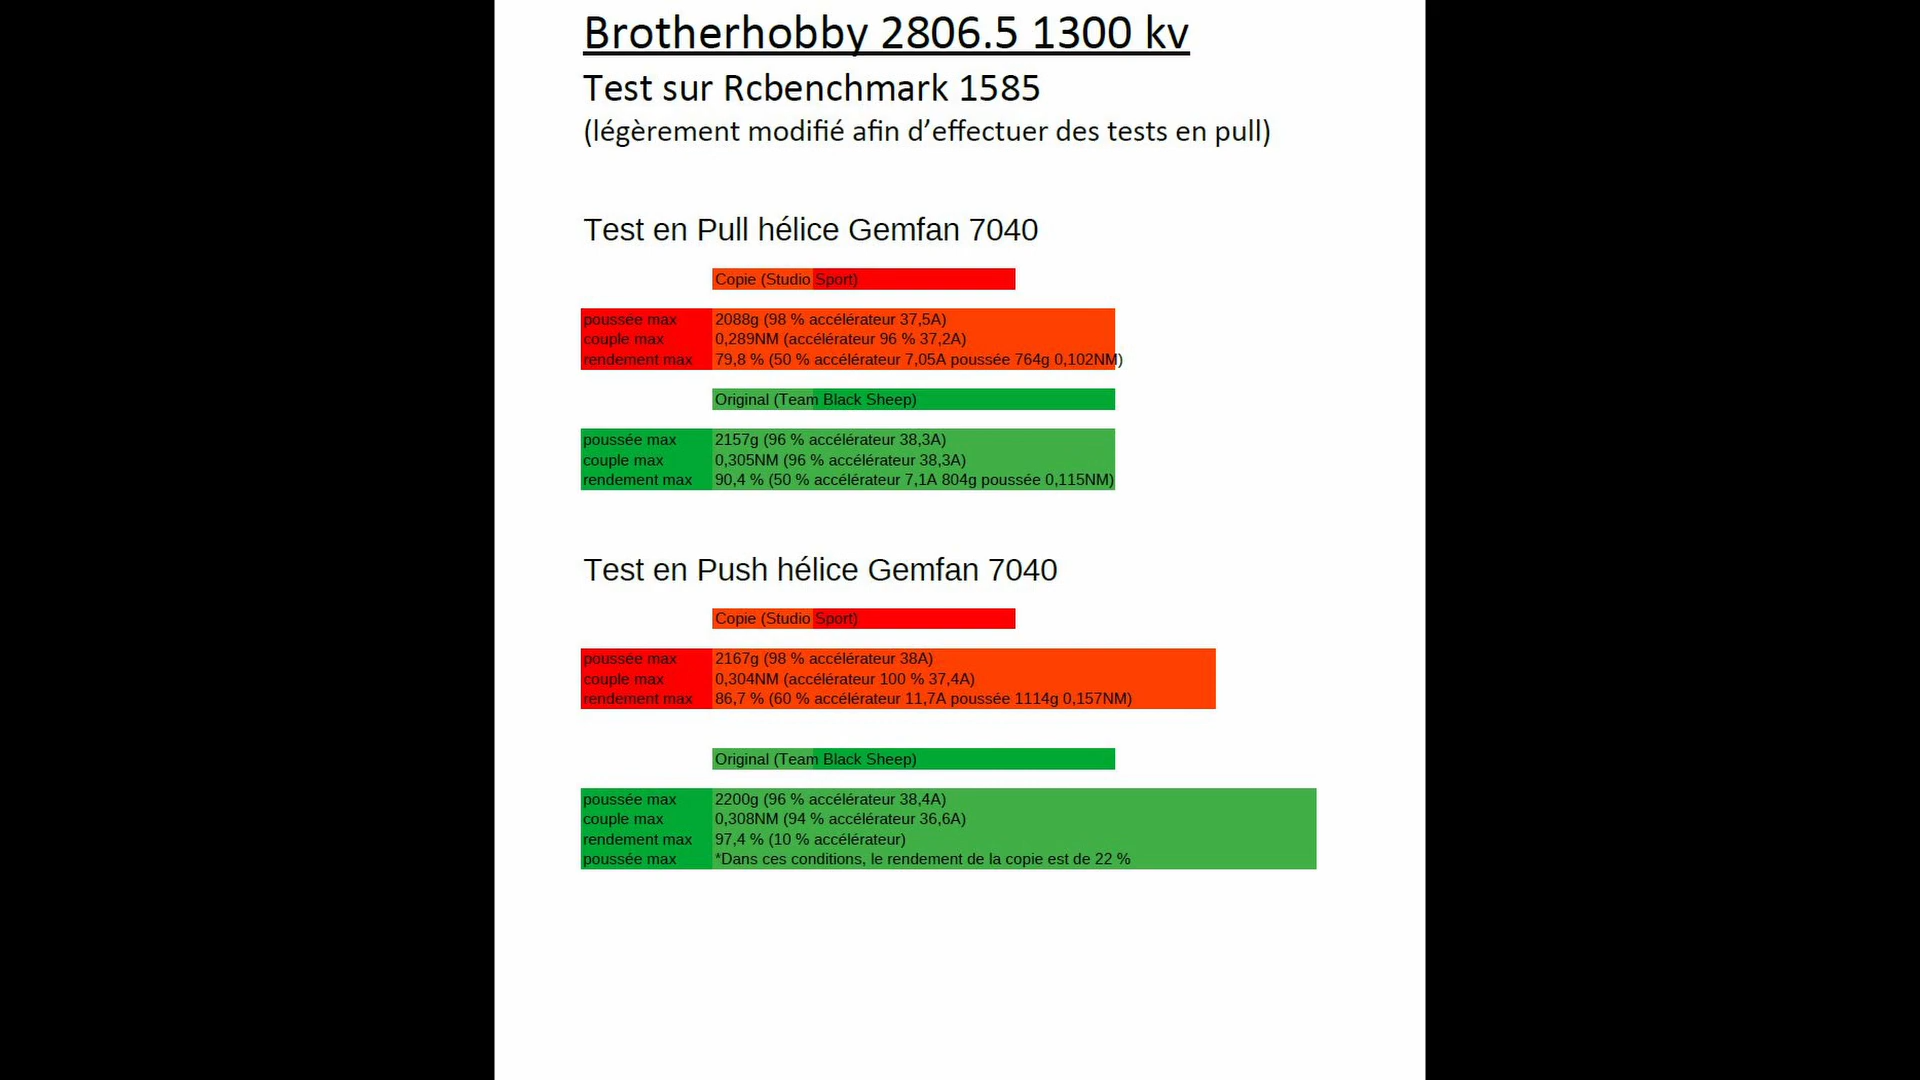 Brotherhobby 2806.5 1300 kv
Test sur Rcbenchmark 1585
(légèrement modifié afin d’effectuer des tests en pull)
Test en Pull hélice Gemfan 7040
Copie (Studio Sport)
poussée max 2088g (98 % accélérateur 37,5A)
couple max 0,289NM (accélérateur 96 % 37,2A)
rendement max 79,8 % (50 % accélérateur 7,05A poussée 764g 0,102NM)
Original (Team Black Sheep)
poussée max 2157g (96 % accélérateur 38,3A)
couple max 0,305NM (96 % accélérateur 38,3A)
rendement max 90,4 % (50 % accélérateur 7,1A 804g poussée 0,115NM)
Test en Push hélice Gemfan 7040
Copie (Studio Sport)
poussée max 2167g (98 % accélérateur 38A)
couple max 0,304NM (accélérateur 100 % 37,4A)
rendement max 86,7 % (60 % accélérateur 11,7A poussée 1114g 0,157NM)
Original (Team Black Sheep)
poussée max 2200g (96 % accélérateur 38,4A)
couple max 0,308NM (94 % accélérateur 36,6A)
rendement max 97,4 % (10 % accélérateur)
poussée max *Dans ces conditions, le rendement de la copie est de 22 %